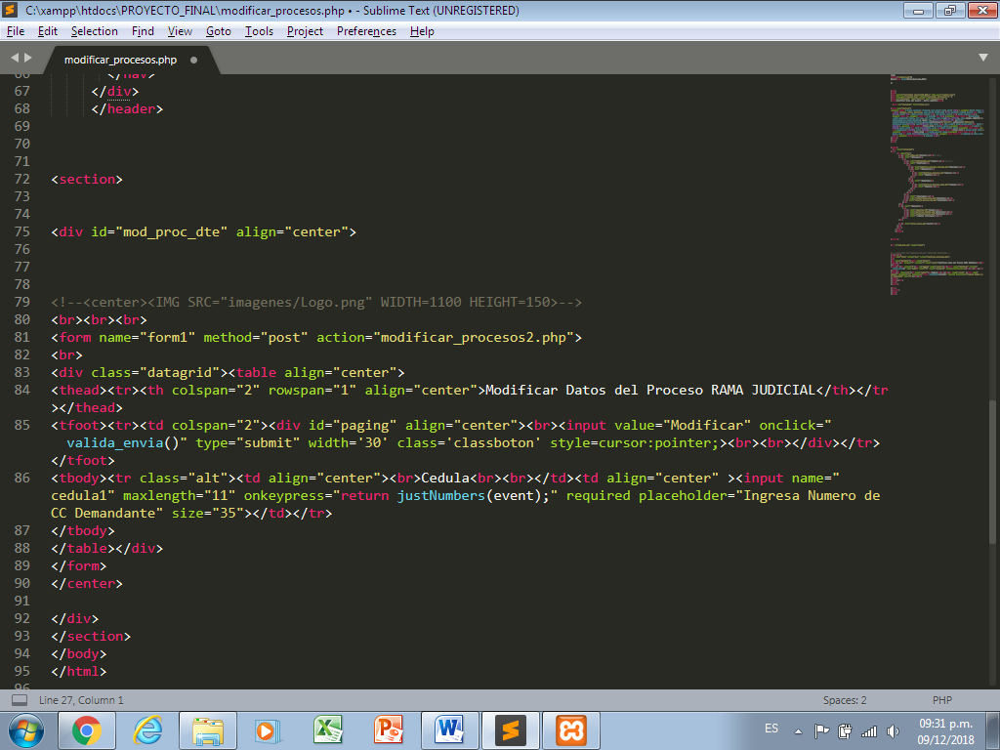 C:\xampp\htdocs\PROYECTO_FINAL\modificar_procesos.php • - Sublime Text (UNREGISTERED)
File Edit Selection Find View Goto Tools Project Preferences Help
modificar_procesos.php
66 </nav>
67 </div>
68 </header>
69
70
71
72 <section>
73
74
75 <div id="mod_proc_dte" align="center">
76
77
78
79 <!--<center><IMG SRC="imagenes/Logo.png" WIDTH=1100 HEIGHT=150>-->
80 <br><br><br>
81 <form name="form1" method="post" action="modificar_procesos2.php">
82 <br>
83 <div class="datagrid"><table align="center">
84 <thead><tr><th colspan="2" rowspan="1" align="center">Modificar Datos del Proceso RAMA JUDICIAL</th></tr
></thead>
85 <tfoot><tr><td colspan="2"><div id="paging" align="center"><br><input value="Modificar" onclick="
valida_envia()" type="submit" width='30' class='classboton' style=cursor:pointer;><br><br></div></tr>
</tfoot>
86 <tbody><tr class="alt"><td align="center"><br>Cedula<br><br></td><td align="center" ><input name="
cedula1" maxlength="11" onkeypress="return justNumbers(event);" required placeholder="Ingresa Numero de
CC Demandante" size="35"></td></tr>
87 </tbody>
88 </table></div>
89 </form>
90 </center>
91
92 </div>
93 </section>
94 </body>
95 </html>
96
Line 27, Column 1 Spaces: 2 PHP
ES 09:31 p.m.
09/12/2018